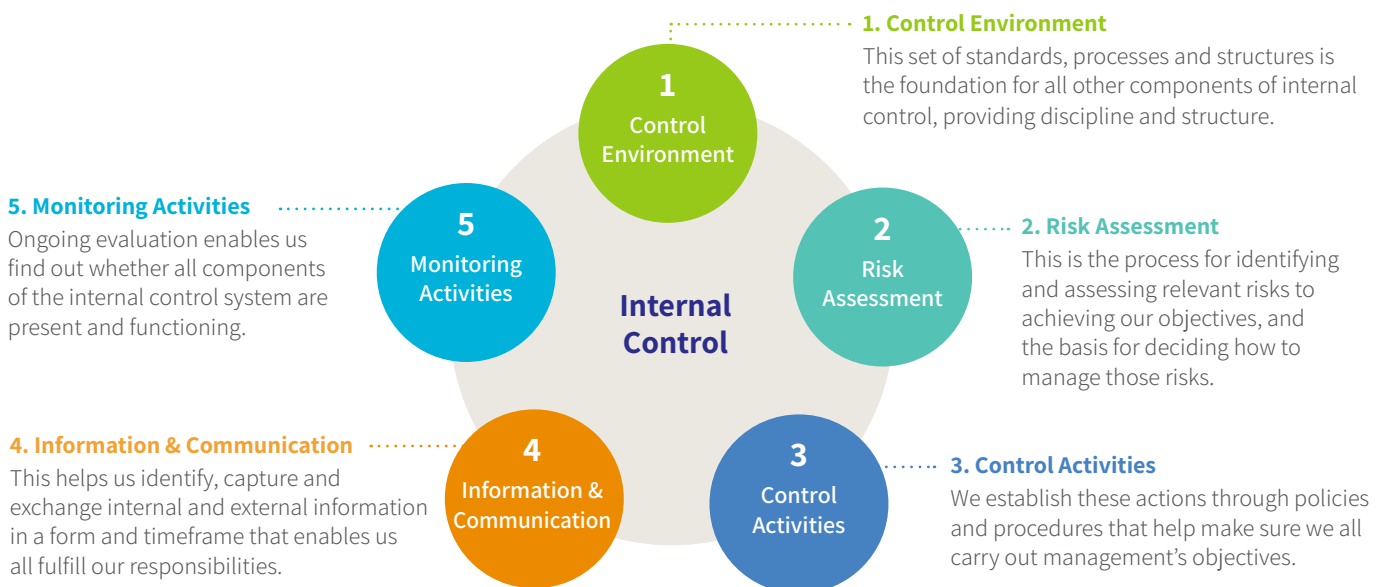 1. Control Environment
This set of standards, processes and structures is
the foundation for all other components of internal
control, providing discipline and structure.
1
Control
Environment
5. Monitoring Activities
Ongoing evaluation enables us
find out whether all components
of the internal control system are
present and functioning.
5
Monitoring
Activities
2
Risk
Assessment
2. Risk Assessment
This is the process for identifying
and assessing relevant risks to
achieving our objectives, and
the basis for deciding how to
manage those risks.
Internal
Control
4. Information & Communication
This helps us identify, capture and
exchange internal and external information
in a form and timeframe that enables us
all fulfill our responsibilities.
4
Information &
Communication
3
Control
Activities
3. Control Activities
We establish these actions through policies
and procedures that help make sure we all
carry out management’s objectives.